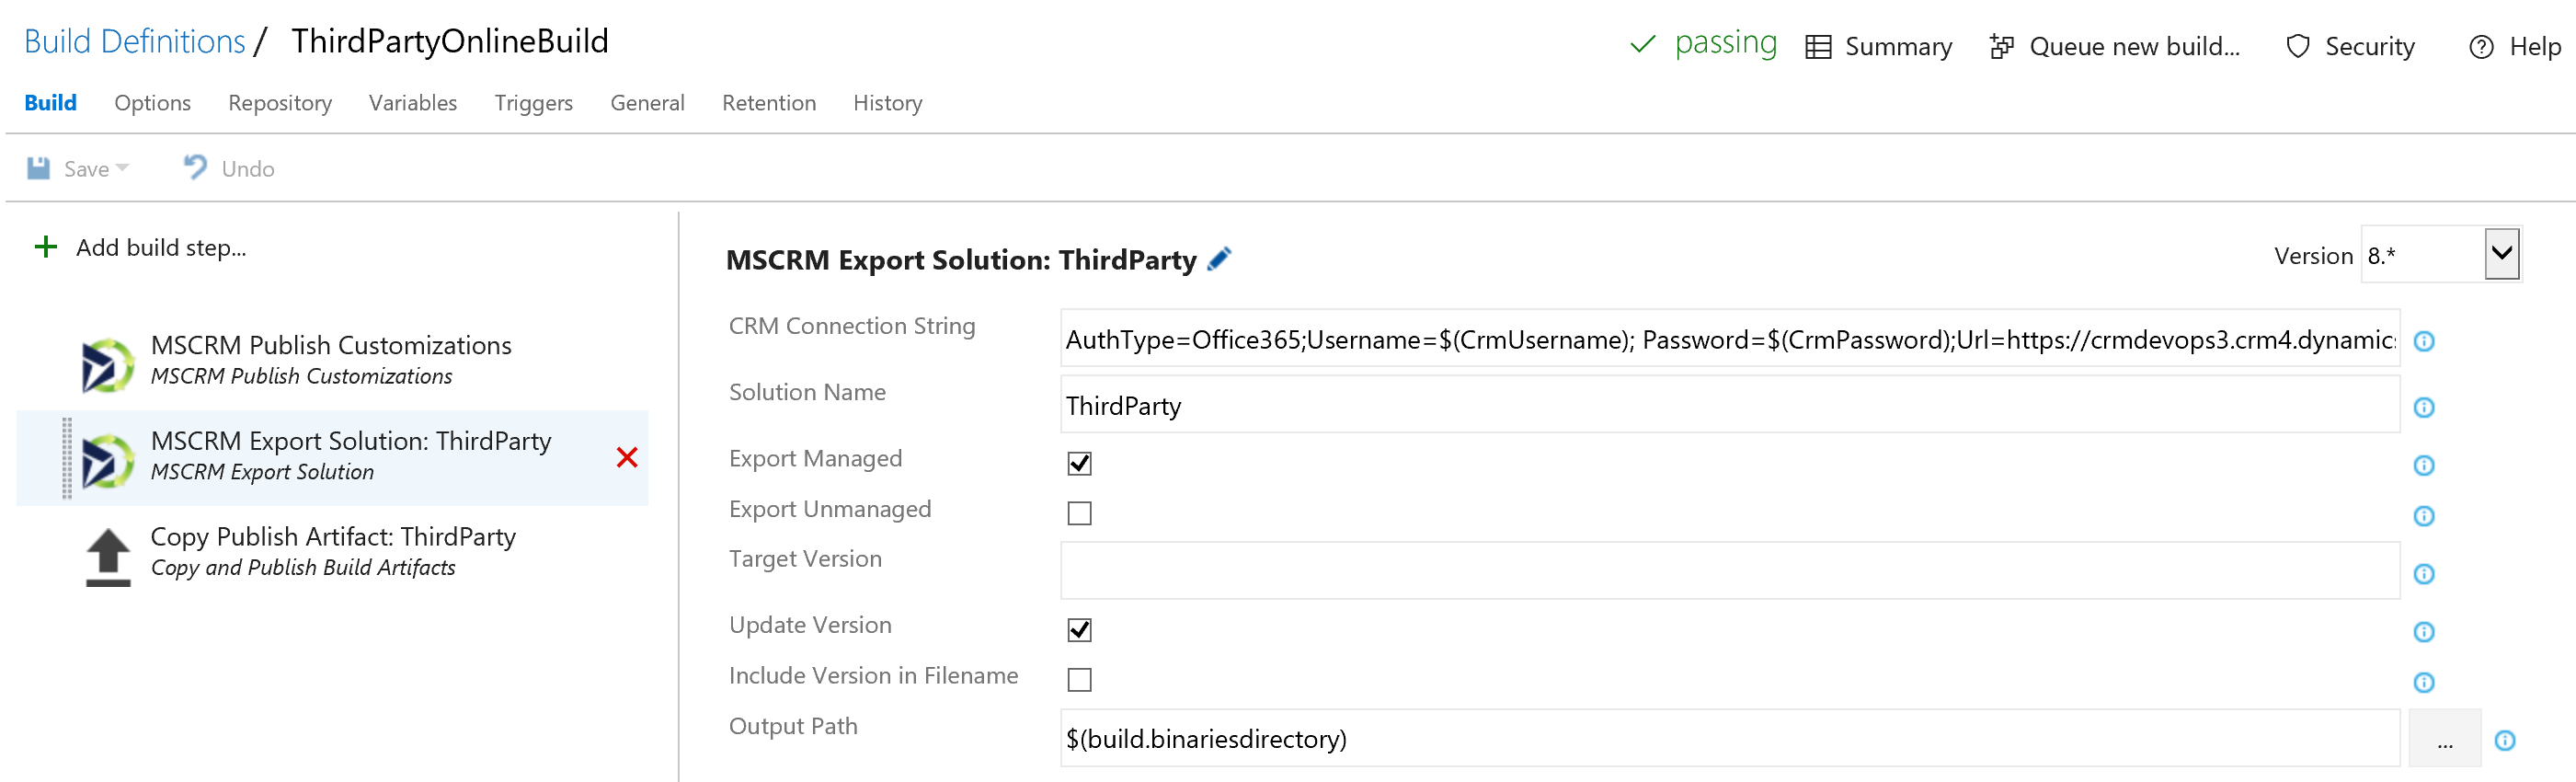 Build Definitions / ThirdPartyOnlineBuild
passing Summary Queue new build... Security Help
Build Options Repository Variables Triggers General Retention History
Save Undo
Add build step...
MSCRM Publish Customizations
MSCRM Publish Customizations
MSCRM Export Solution: ThirdParty
MSCRM Export Solution
Copy Publish Artifact: ThirdParty
Copy and Publish Build Artifacts
MSCRM Export Solution: ThirdParty
Version 8.*
CRM Connection String AuthType=Office365;Username=$(CrmUsername); Password=$(CrmPassword);Url=https://crmdevops3.crm4.dynamic
Solution Name ThirdParty
Export Managed
Export Unmanaged
Target Version
Update Version
Include Version in Filename
Output Path $(build.binariesdirectory) ...